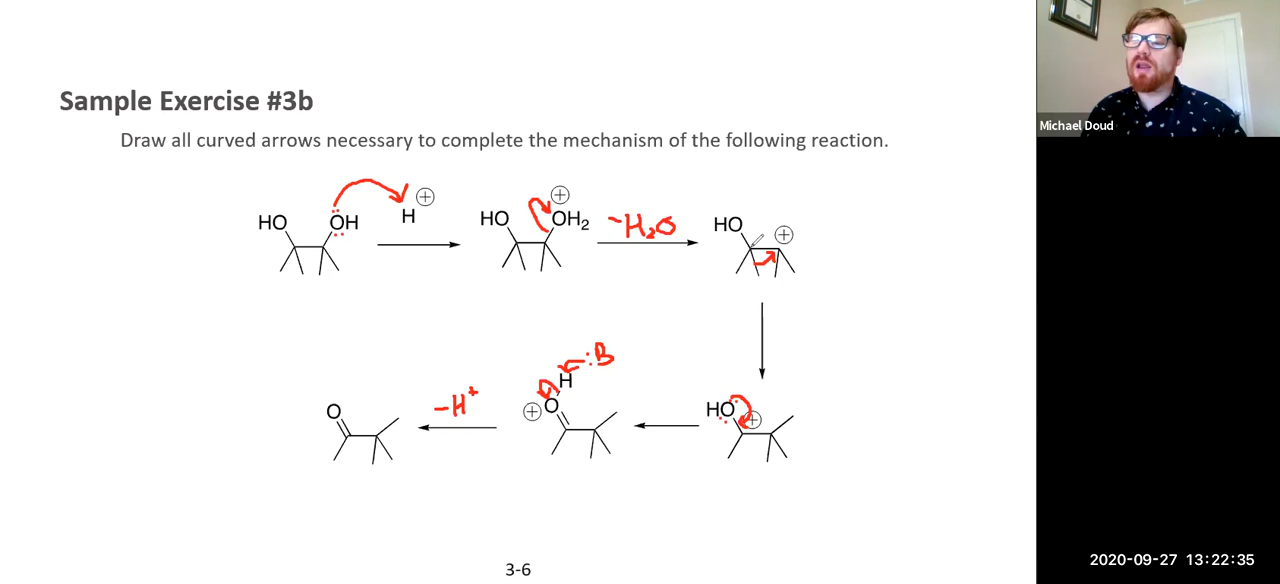 Sample Exercise #3b
Draw all curved arrows necessary to complete the mechanism of the following reaction.
HO ÖH H ⊕
HO OH₂ ⊕ -H₂O
HO ⊕
HO ⊕
⊕ O H :B
-H⁺
O
3-6
Michael Doud
2020-09-27 13:22:35